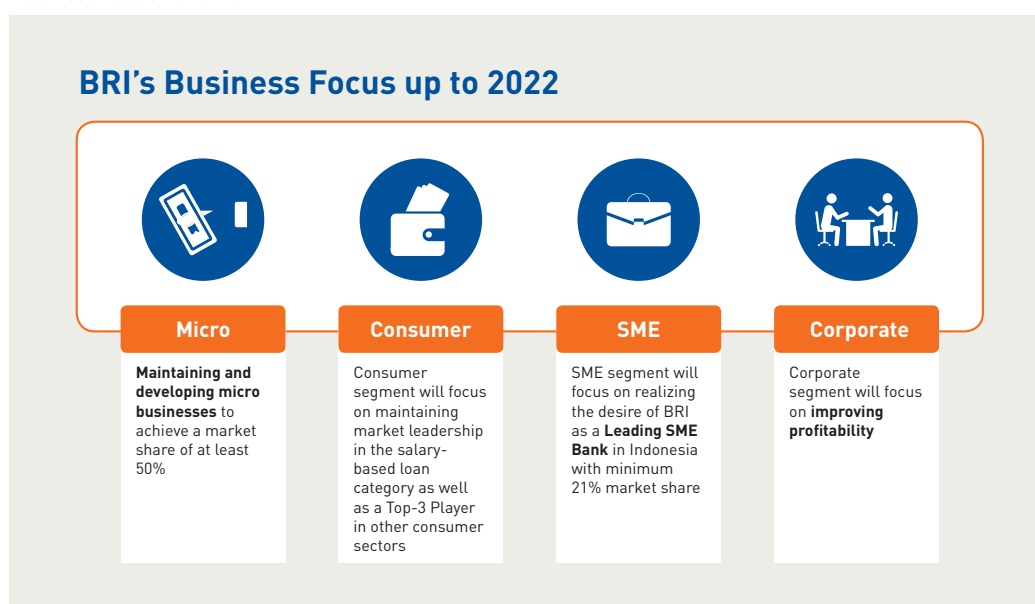 BRI’s Business Focus up to 2022
Micro
Maintaining and
developing micro
businesses to
achieve a market
share of at least
50%
Consumer
Consumer
segment will focus
on maintaining
market leadership
in the salary-
based loan
category as well
as a Top-3 Player
in other consumer
sectors
SME
SME segment will
focus on realizing
the desire of BRI
as a Leading SME
Bank in Indonesia
with minimum
21% market share
Corporate
Corporate
segment will focus
on improving
profitability